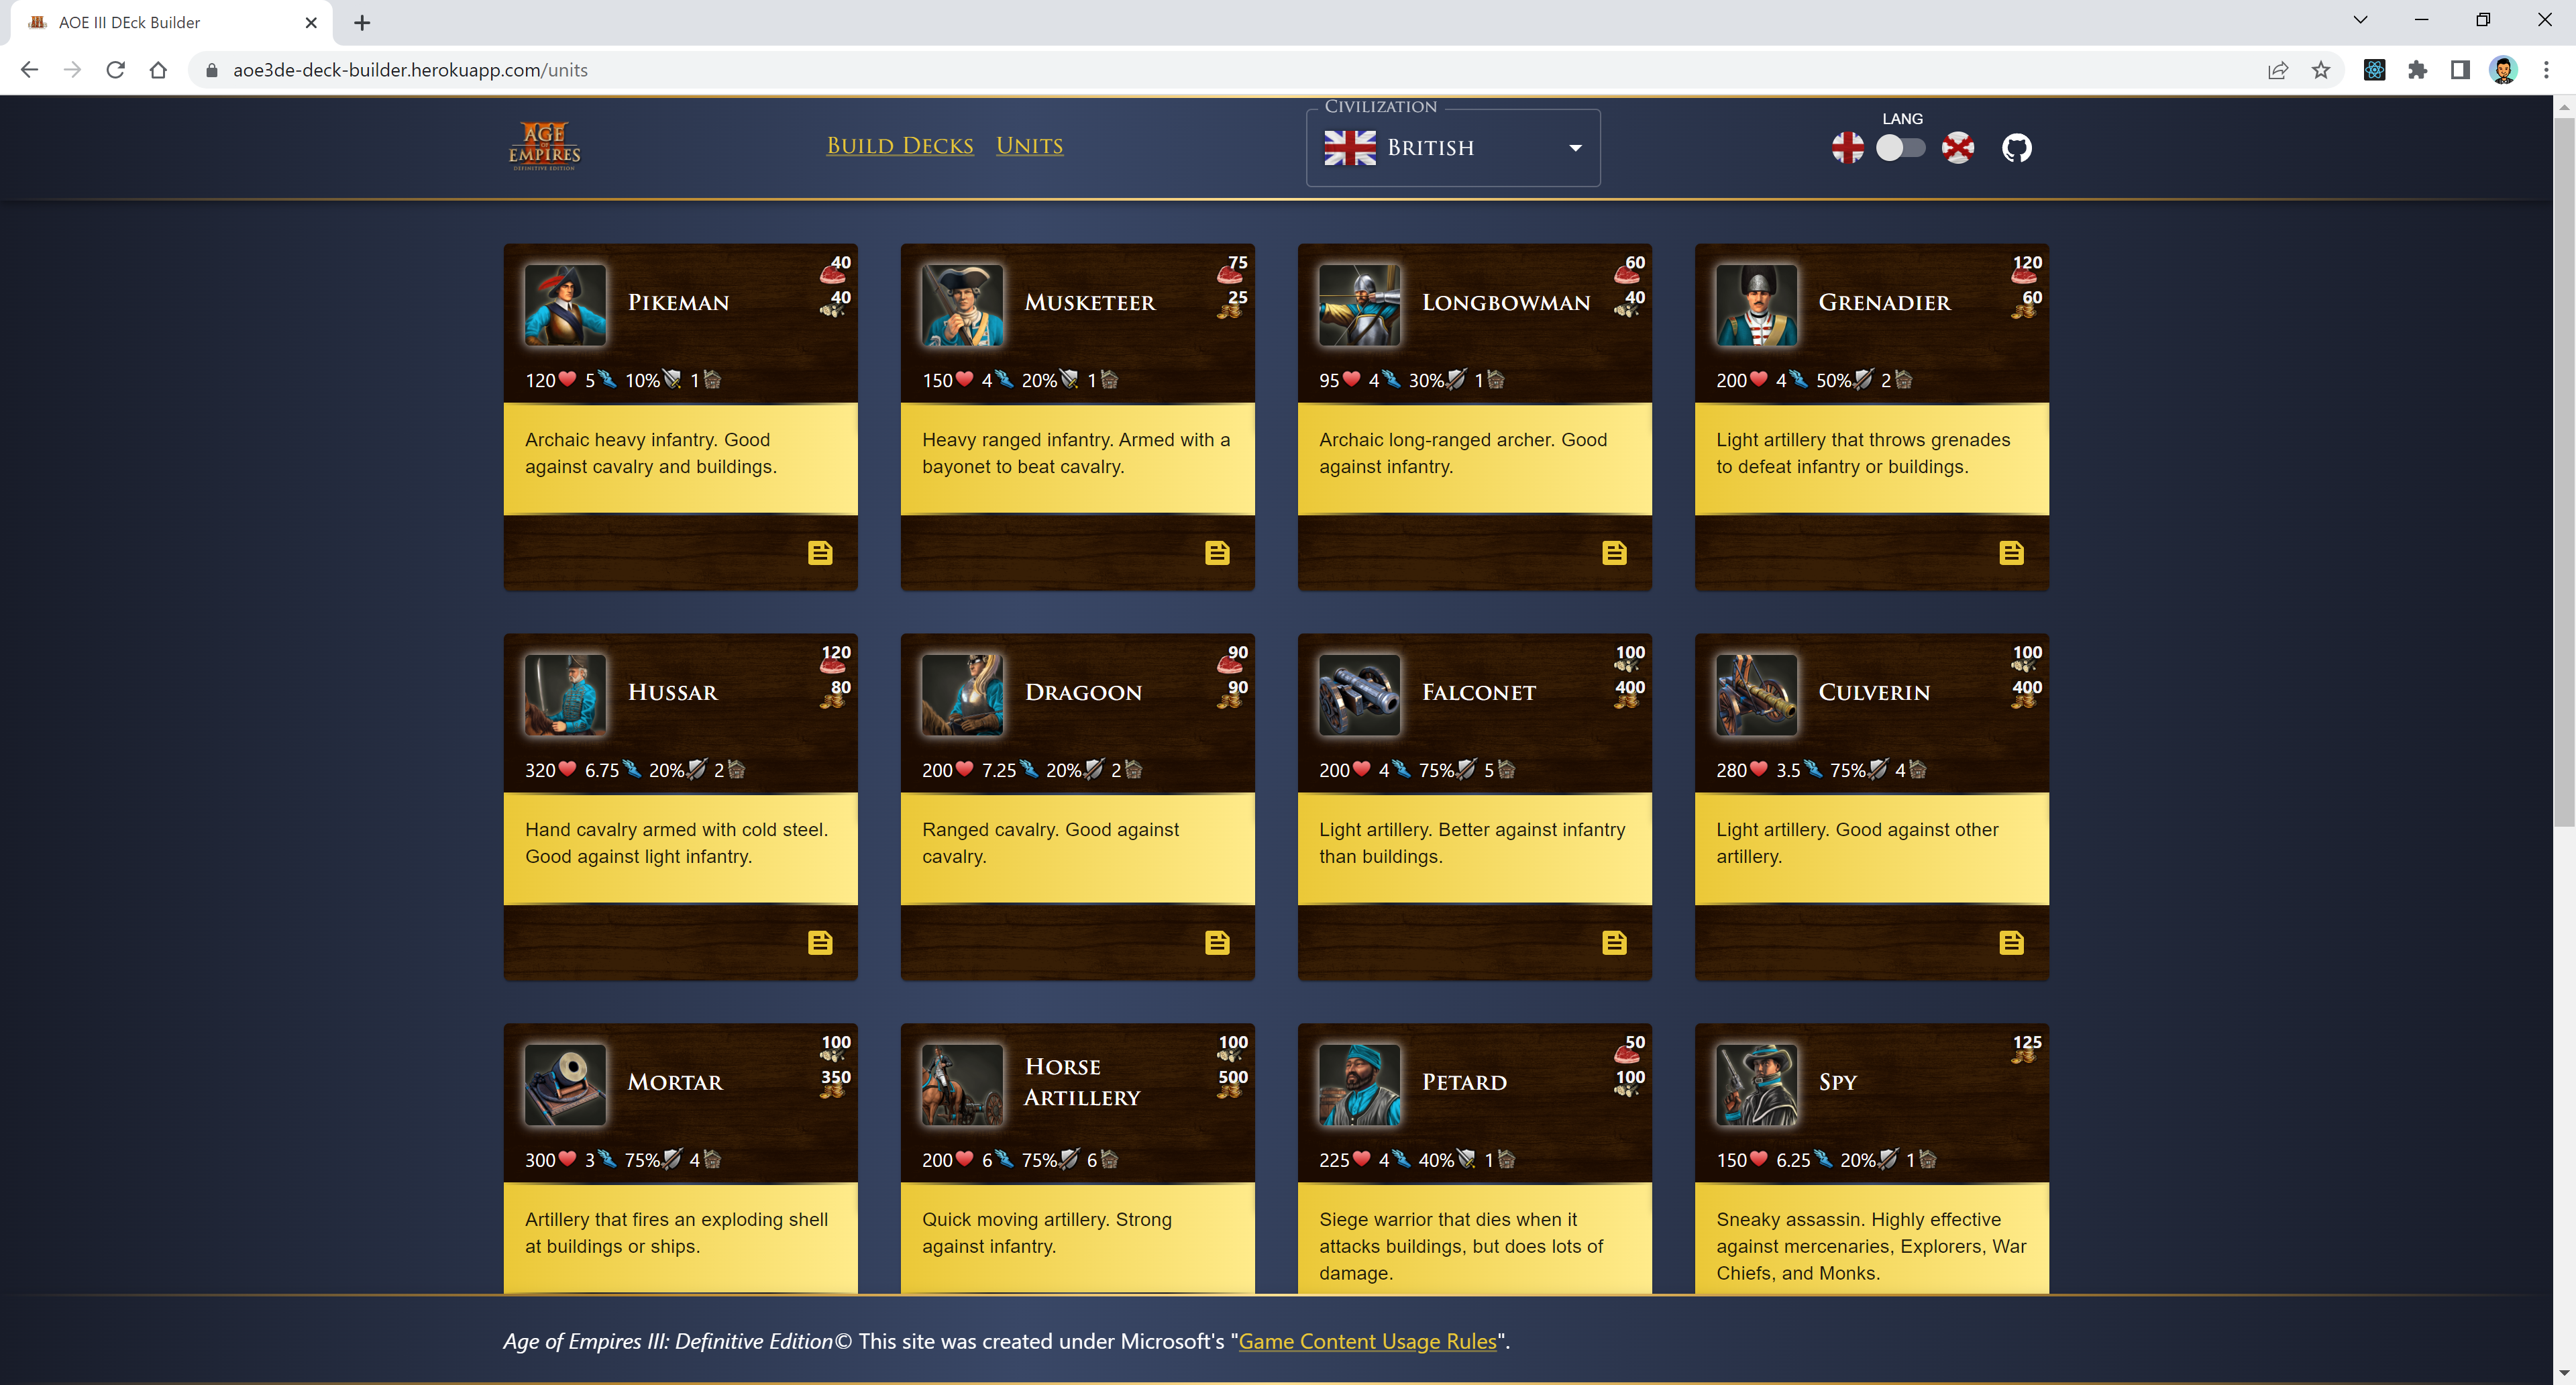 AOE III DEck Builder
aoe3de-deck-builder.herokuapp.com/units
AGE
OF
EMPIRES
DEFINITIVE EDITION
Build Decks
Units
Civilization
British
LANG
40
Pikeman
40
120 5 10% 1
Archaic heavy infantry. Good
against cavalry and buildings.
75
Musketeer
25
150 4 20% 1
Heavy ranged infantry. Armed with a
bayonet to beat cavalry.
60
Longbowman
40
95 4 30% 1
Archaic long-ranged archer. Good
against infantry.
120
Grenadier
60
200 4 50% 2
Light artillery that throws grenades
to defeat infantry or buildings.
120
Hussar
80
320 6.75 20% 2
Hand cavalry armed with cold steel.
Good against light infantry.
90
Dragoon
90
200 7.25 20% 2
Ranged cavalry. Good against
cavalry.
100
Falconet
400
200 4 75% 5
Light artillery. Better against infantry
than buildings.
100
Culverin
400
280 3.5 75% 4
Light artillery. Good against other
artillery.
100
Mortar
350
300 3 75% 4
Artillery that fires an exploding shell
at buildings or ships.
100
Horse
Artillery
500
200 6 75% 6
Quick moving artillery. Strong
against infantry.
50
Petard
100
225 4 40% 1
Siege warrior that dies when it
attacks buildings, but does lots of
damage.
125
Spy
150 6.25 20% 1
Sneaky assassin. Highly effective
against mercenaries, Explorers, War
Chiefs, and Monks.
Age of Empires III: Definitive Edition© This site was created under Microsoft's "Game Content Usage Rules".